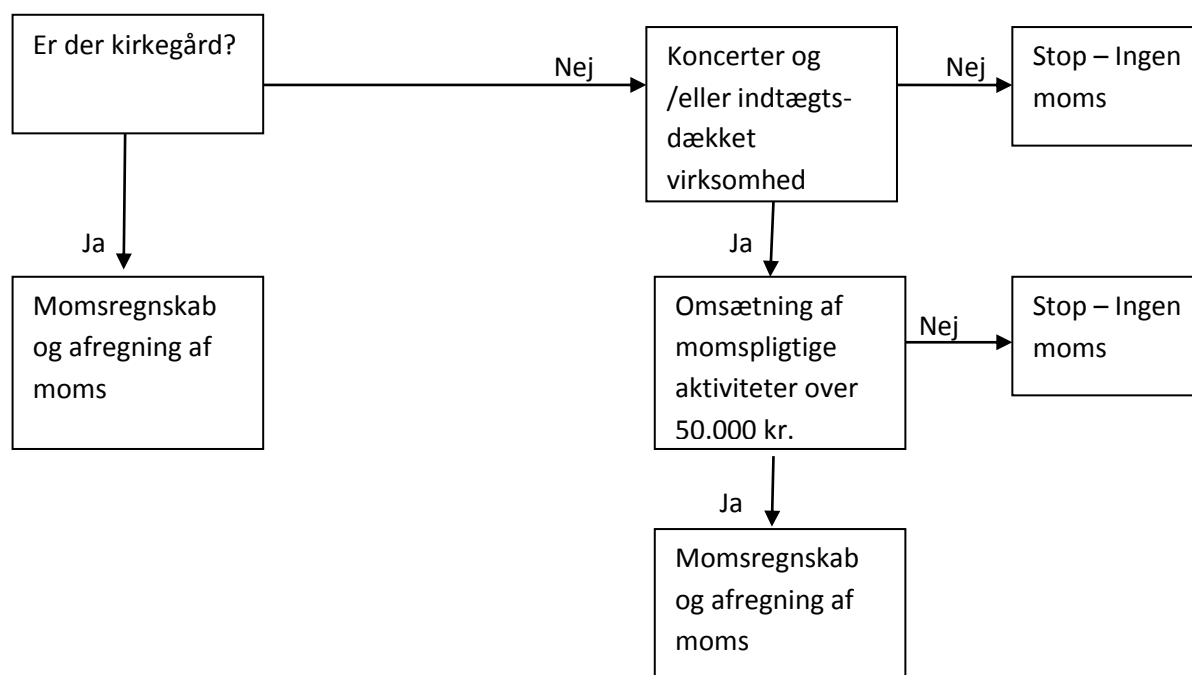 Er der kirkegård?
Nej
Koncerter og
/eller indtægts-
dækket
virksomhed
Nej
Stop – Ingen
moms
Ja
Momsregnskab
og afregning af
moms
Ja
Omsætning af
momspligtige
aktiviteter over
50.000 kr.
Nej
Stop – Ingen
moms
Ja
Momsregnskab
og afregning af
moms